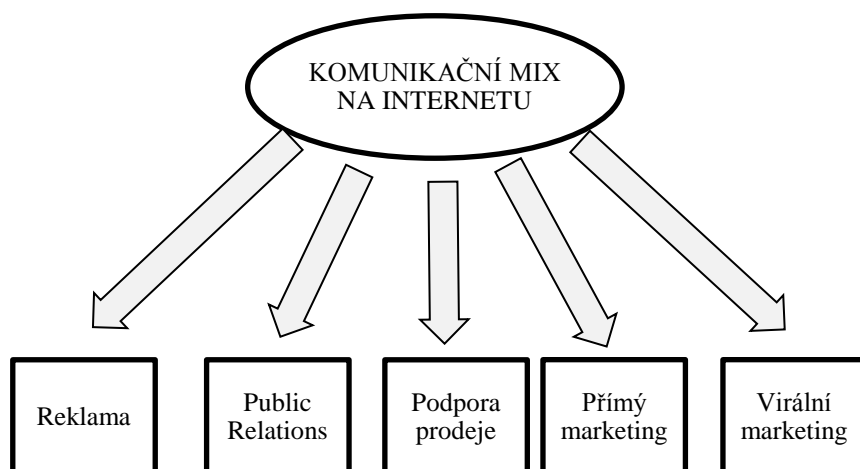 KOMUNIKAČNÍ MIX
NA INTERNETU
Reklama
Public
Relations
Podpora
prodeje
Přímý
marketing
Virální
marketing